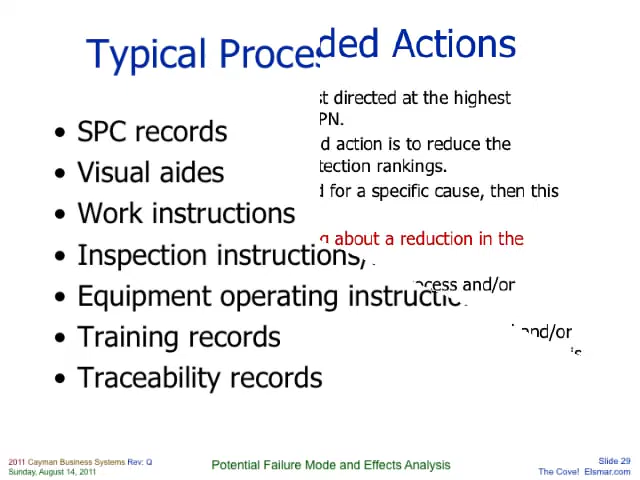 Typical Proces
ded Actions
• SPC records
• Visual aides
• Work instructions
• Inspection instructions,
• Equipment operating
• Training records
• Traceability records
directed at the highest
PN.
action is to reduce the
tection rankings.
for a specific cause, then this
about a reduction in the
ocess and/or
and/or
2011 Cayman Business Systems Rev: Q
Sunday, August 14, 2011
Potential Failure Mode and Effects Analysis
Slide 29
The Cove! Elsmar.com